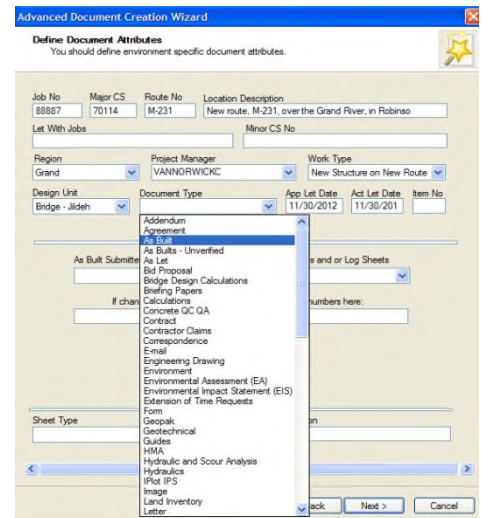 Advanced Document Creation Wizard
Define Document Attributes
You should define environment specific document attributes.
Job No Major CS Route No Location Description
88887 70114 M-231 New route, M-231, over the Grand River, in Robinso
Let With Jobs Minor CS No
Region Project Manager Work Type
Grand VANNORWICKC New Structure on New Route
Design Unit Document Type App Let Date Act Let Date Item No
Bridge - Jildeh 11/30/2012 11/30/201
Addendum
Agreement
As Built
As Builts - Unverified
As Built Submitte s and or Log Sheets
As Let
Bid Proposal
Bridge Design Calculations
Briefing Papers
If chan numbers here:
Calculations
Concrete QC QA
Contract
Contractor Claims
Correspondence
E-mail
Engineering Drawing
Environment
Environmental Assessment (EA)
Environmental Impact Statement (EIS)
Extension of Time Requests
Form
Sheet Type on
Geopak
Geotechnical
Guides
HMA
Hydraulic and Scour Analysis
Hydraulics
IPlot IPS
Image
Land Inventory
Letter
ack Next > Cancel